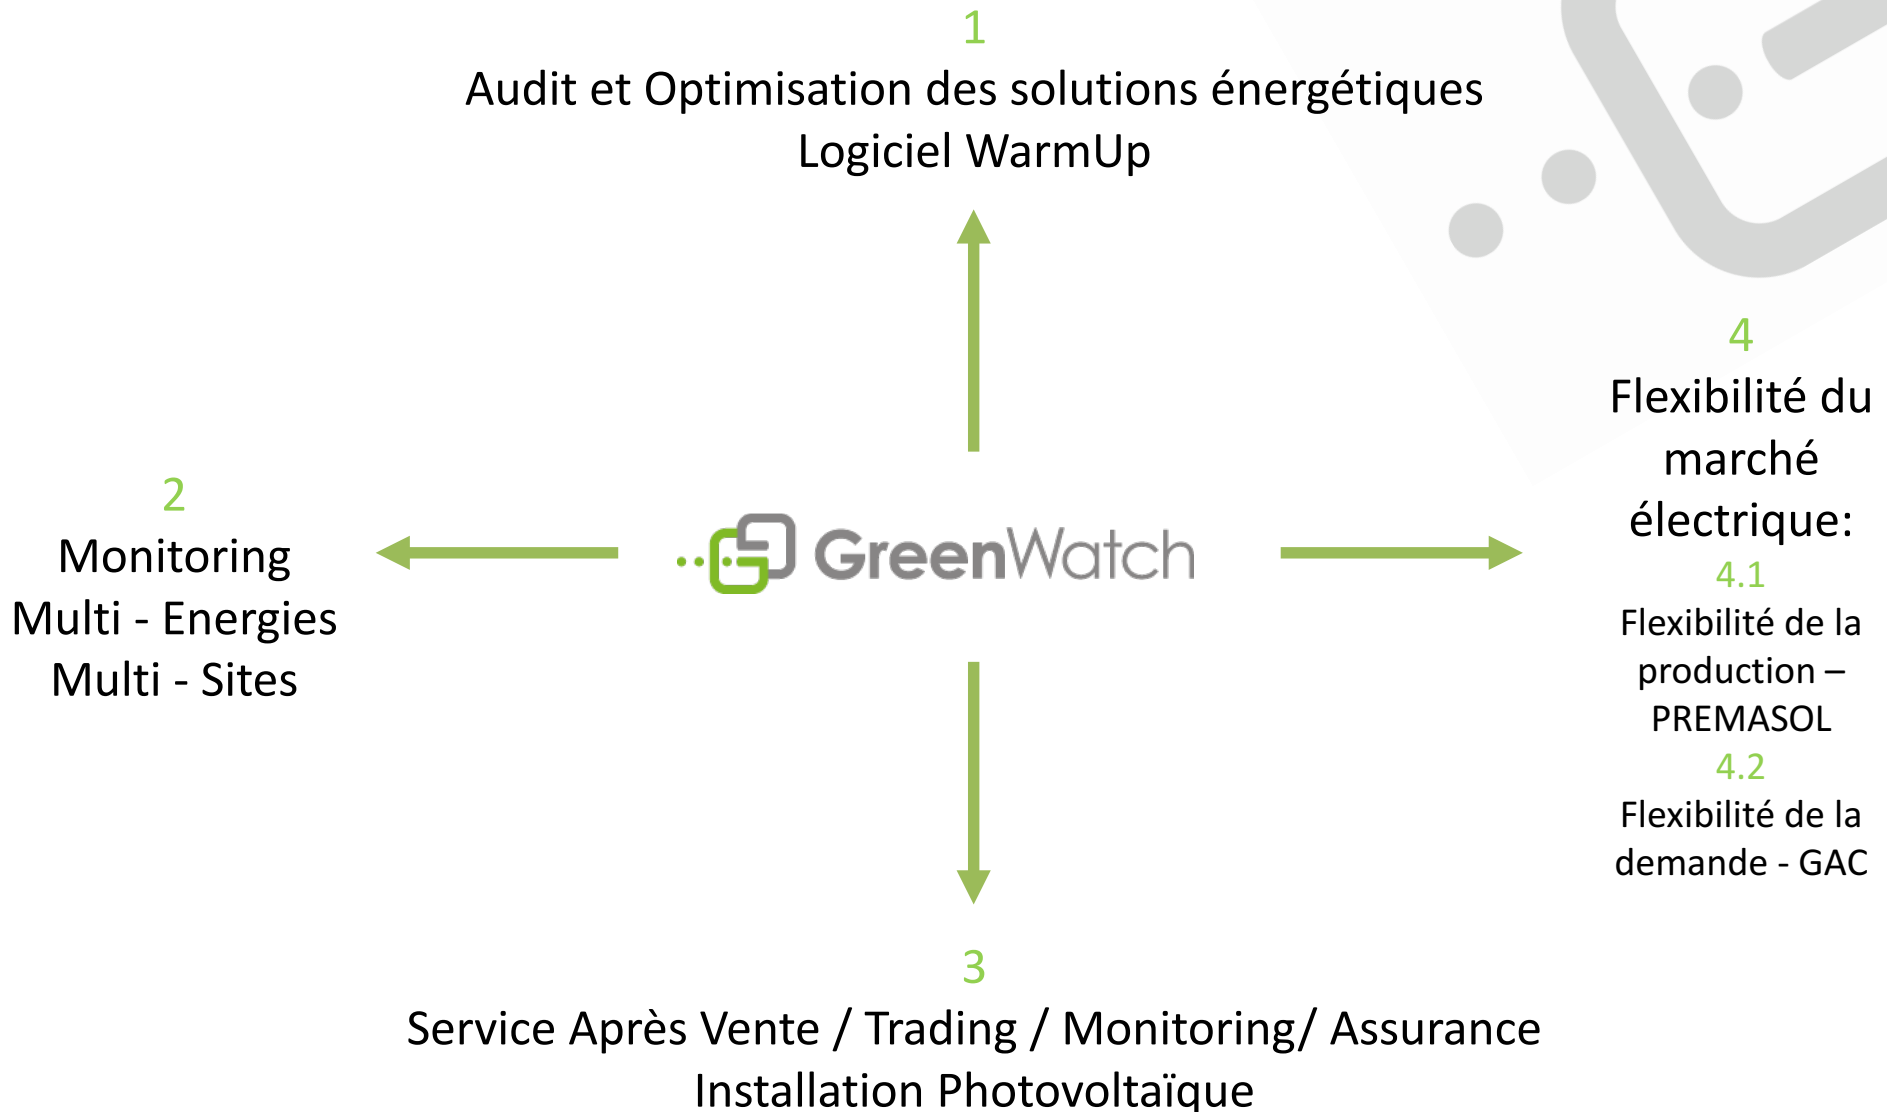 1
Audit et Optimisation des solutions énergétiques
Logiciel WarmUp
2
Monitoring
Multi - Energies
Multi - Sites
GreenWatch
4
Flexibilité du
marché
électrique:
4.1
Flexibilité de la
production –
PREMASOL
4.2
Flexibilité de la
demande - GAC
3
Service Après Vente / Trading / Monitoring/ Assurance
Installation Photovoltaïque